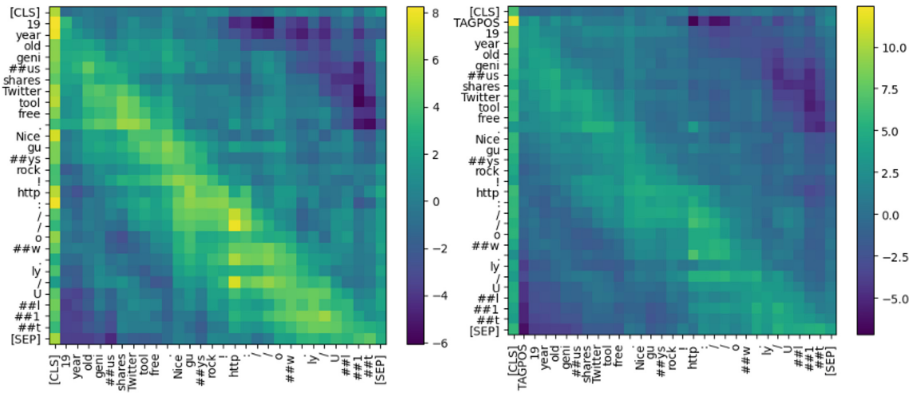 [CLS]
19
year
old
geni
##us
shares
Twitter
tool
free
.
Nice
gu
##ys
rock
!
http
:
/
/
o
##w
.
ly
/
U
##l
##1
##t
[SEP]
[CLS]
19
year
old
geni
##us
shares
Twitter
tool
free
.
Nice
gu
##ys
rock
!
http
:
/
/
o
##w
.
ly
/
U
##l
##1
##t
[SEP]
8
6
4
2
0
−2
−4
−6
[CLS]
TAGPOS
19
year
old
geni
##us
shares
Twitter
tool
free
.
Nice
gu
##ys
rock
!
http
:
/
/
o
##w
.
ly
/
U
##l
##1
##t
[SEP]
[CLS]
TAGPOS
19
year
old
geni
##us
shares
Twitter
tool
free
.
Nice
gu
##ys
rock
!
http
:
/
/
o
##w
.
ly
/
U
##l
##1
##t
[SEP]
10.0
7.5
5.0
2.5
0.0
−2.5
−5.0